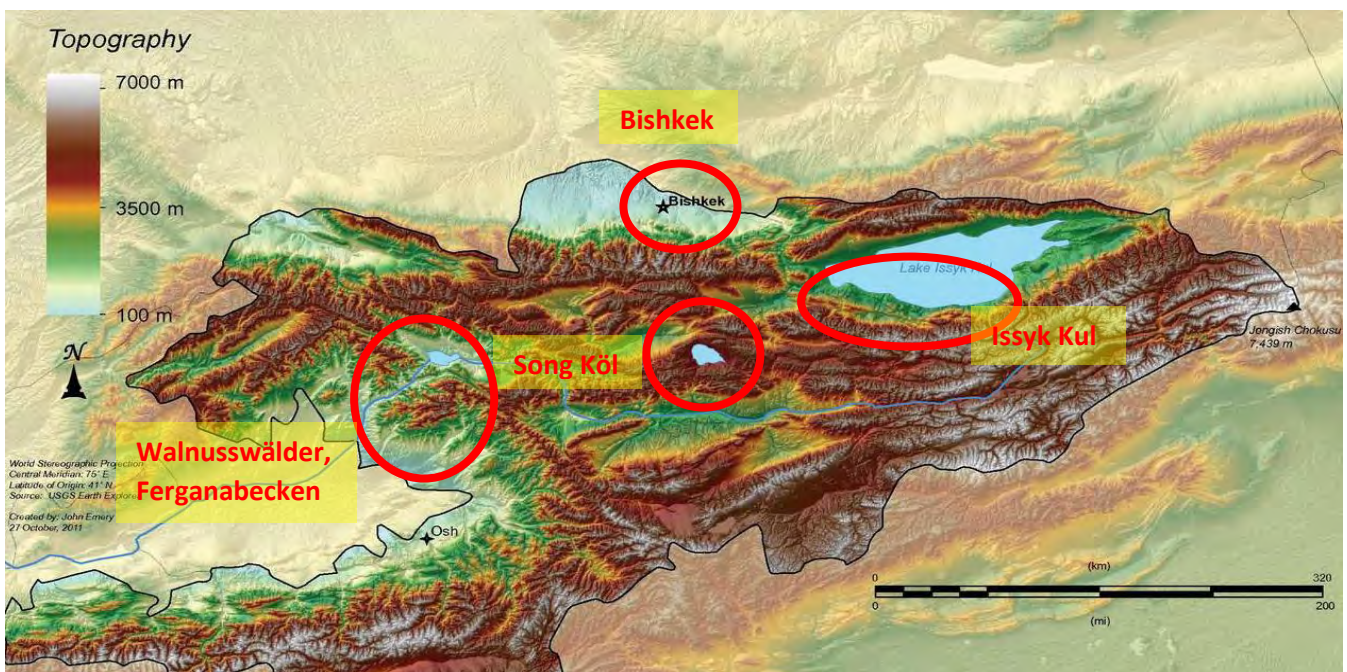 Topography
7000 m
3500 m
100 m
N
Bishkek
Bishkek
Lake Issyk Kul
Issyk Kul
Jengish Chokusu
7,439 m
Song Köl
Walnusswälder,
Ferganabecken
World Stereographic Projection
Central Meridian: 75° E
Latitude of Origin: 41° N
Source: USGS Earth Explorer
Created by: John Emery
27 October, 2011
Osh
(km)
0 320
0 200
(mi)